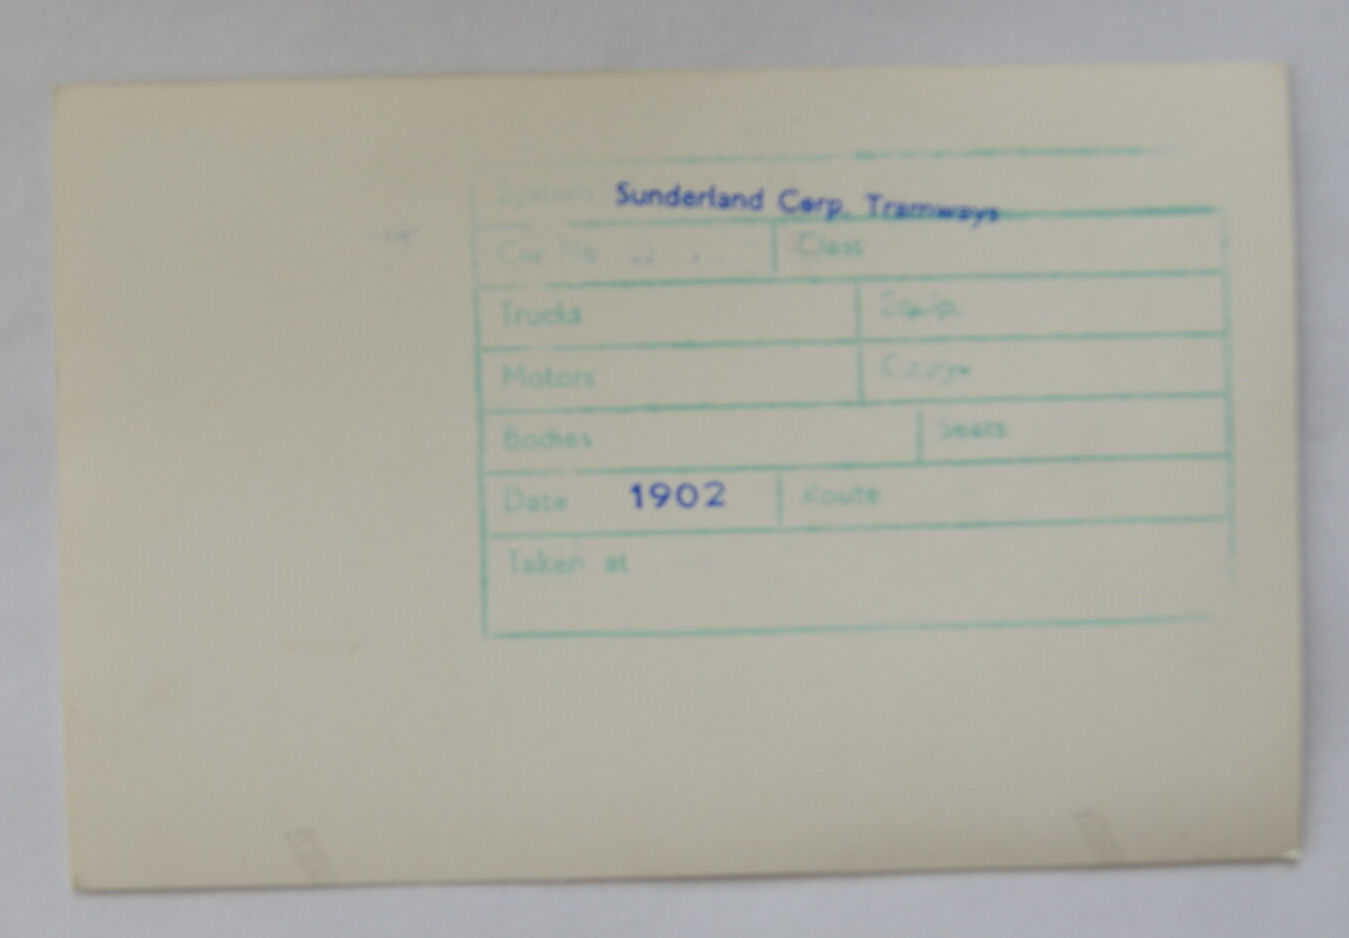 System Sunderland Corp. Tramways
Car No. Class
Trucks Equip.
Motors
Bodies Seats
Date 1902 Route
Taken at